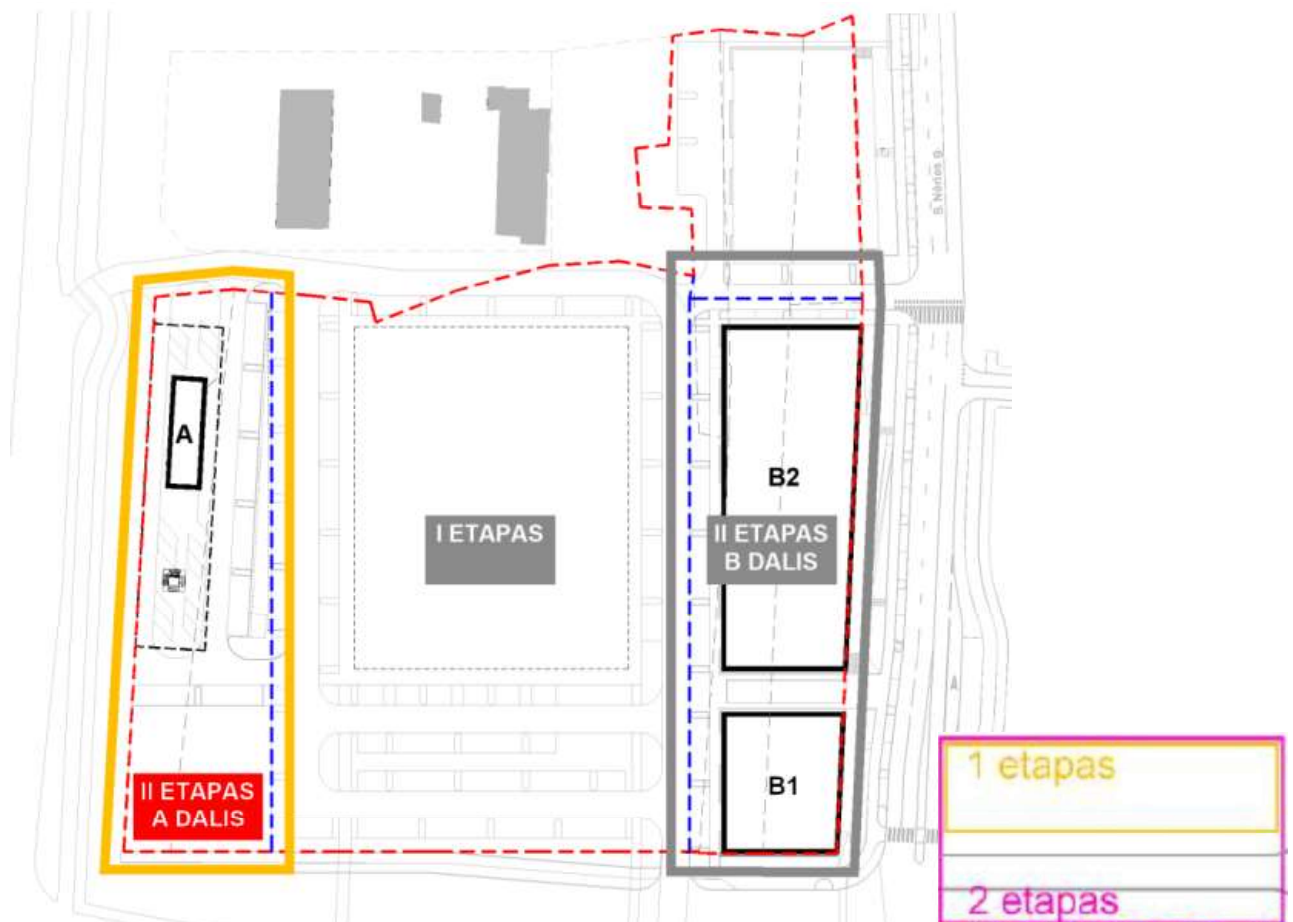 B. Nėries g.
A
B2
I ETAPAS
II ETAPAS
B DALIS
A
B1
II ETAPAS
A DALIS
1 etapas
2 etapas